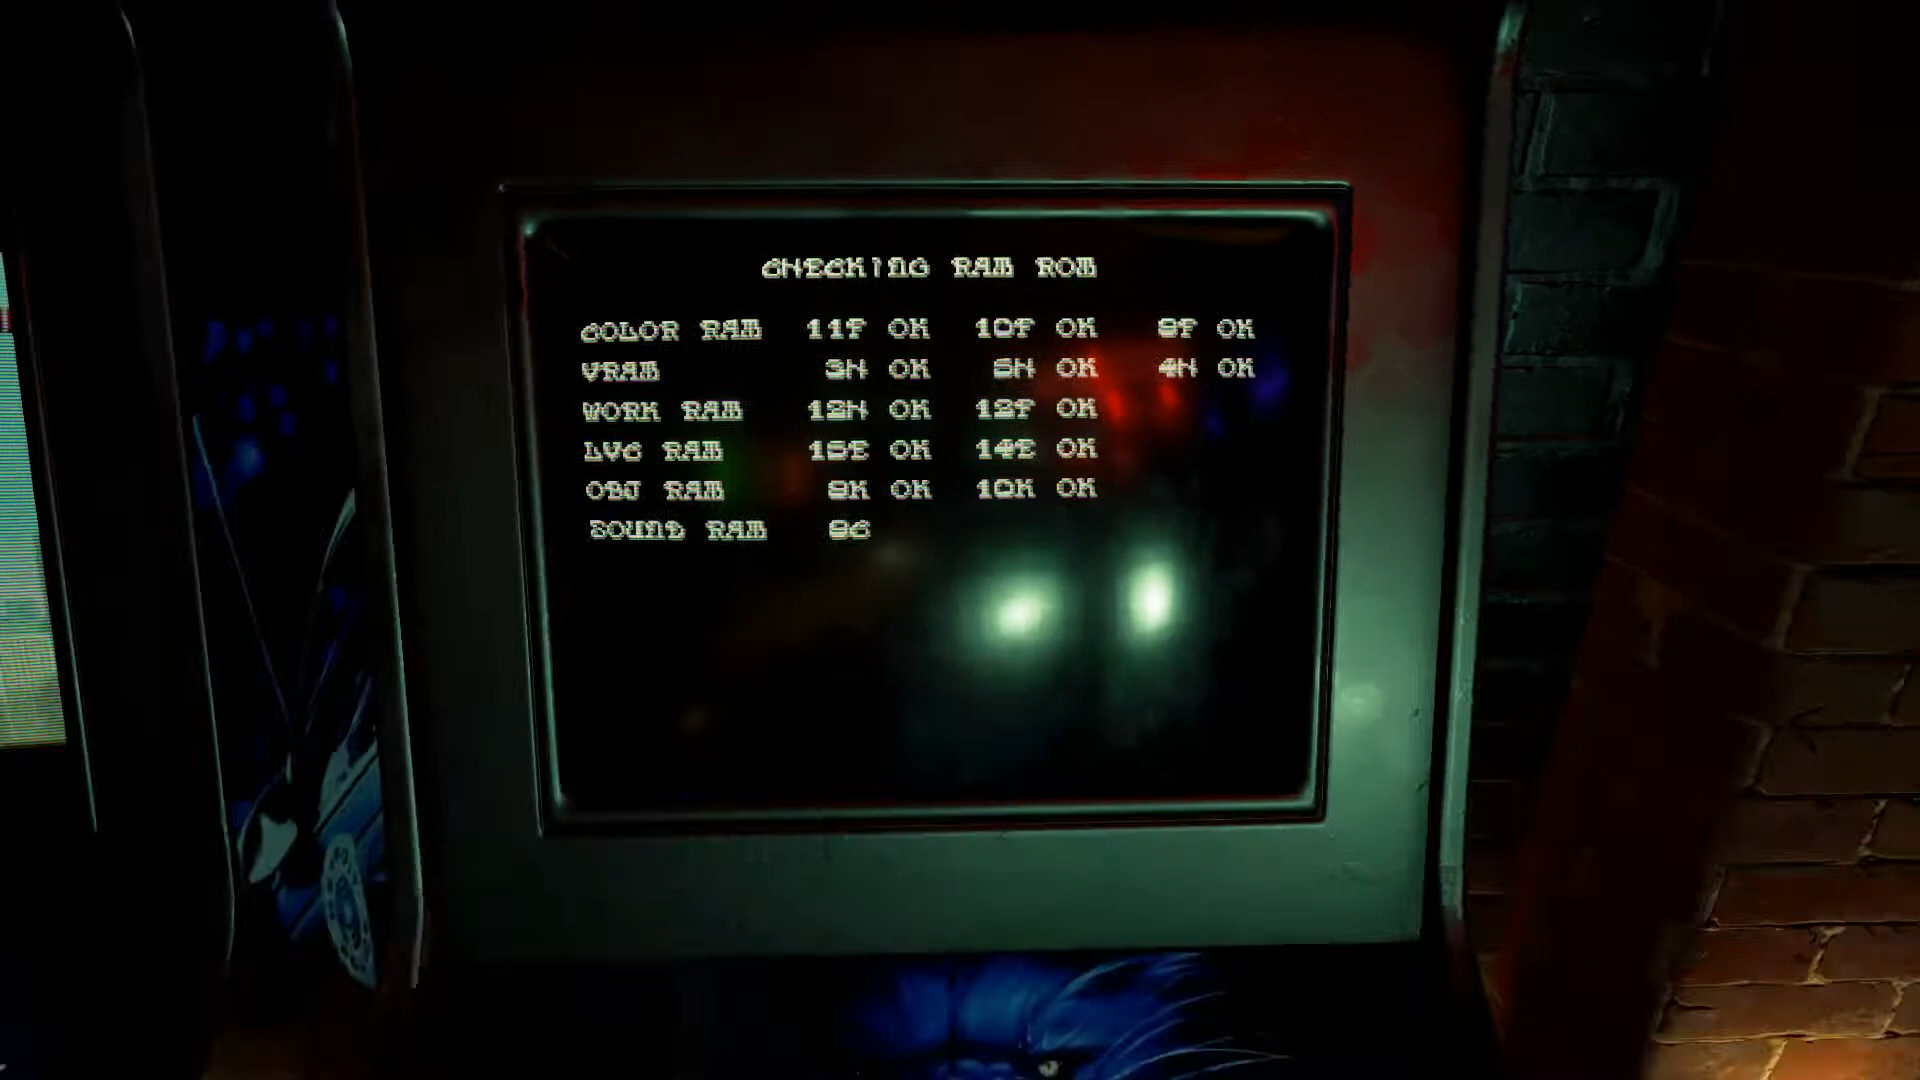 CHECKING RAM ROM
COLOR RAM 11F OK 10F OK 9F OK
VRAM 3H OK 5H OK 4H OK
WORK RAM 12H OK 12F OK
LVC RAM 15E OK 14E OK
OBJ RAM 9K OK 10K OK
SOUND RAM 9C